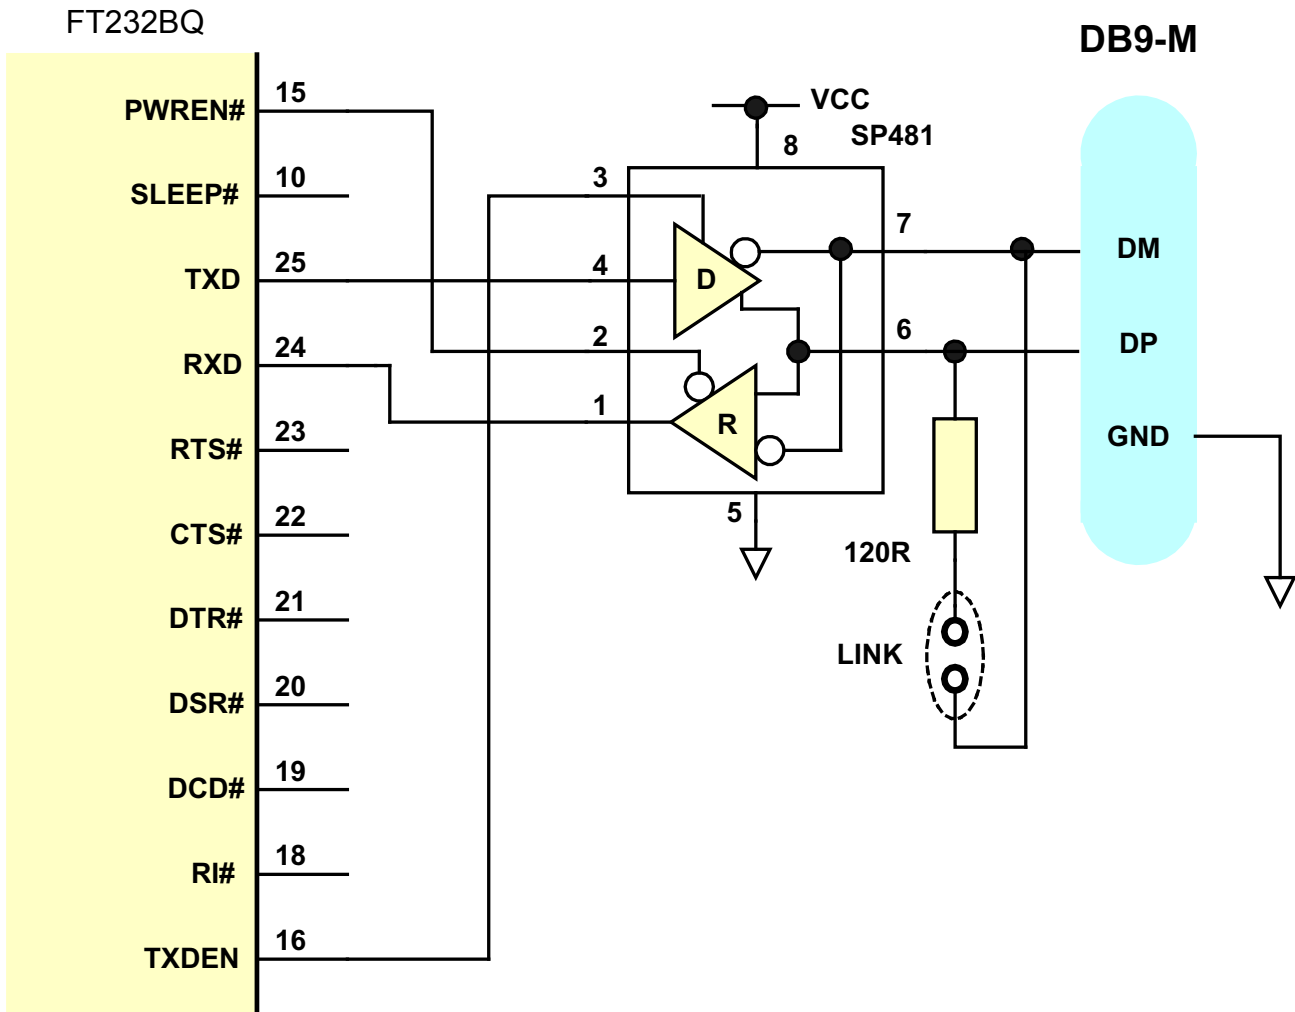 FT232BQ
DB9-M
PWREN# 15
VCC
SP481
8
SLEEP# 10
3
7
DM
TXD 25
4
D
6
DP
RXD 24
2
1
R
GND
RTS# 23
5
CTS# 22
120R
DTR# 21
LINK
DSR# 20
DCD# 19
RI# 18
TXDEN 16